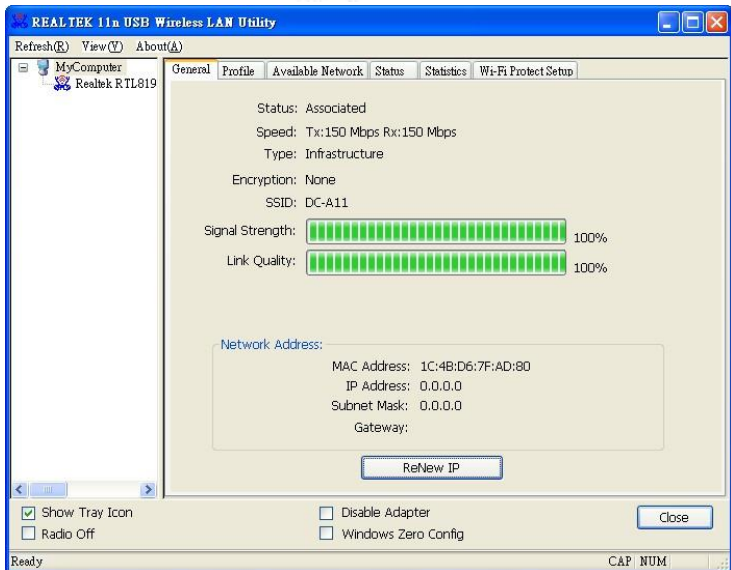 REALTEK 11n USB Wireless LAN Utility
Refresh(R) View(V) About(A)
MyComputer
Realtek RTL819
General Profile Available Network Status Statistics Wi-Fi Protect Setup
Status: Associated
Speed: Tx:150 Mbps Rx:150 Mbps
Type: Infrastructure
Encryption: None
SSID: DC-A11
Signal Strength: 100%
Link Quality: 100%
Network Address:
MAC Address: 1C:4B:D6:7F:AD:80
IP Address: 0.0.0.0
Subnet Mask: 0.0.0.0
Gateway:
ReNew IP
Show Tray Icon
Radio Off
Disable Adapter
Windows Zero Config
Close
Ready
CAP NUM